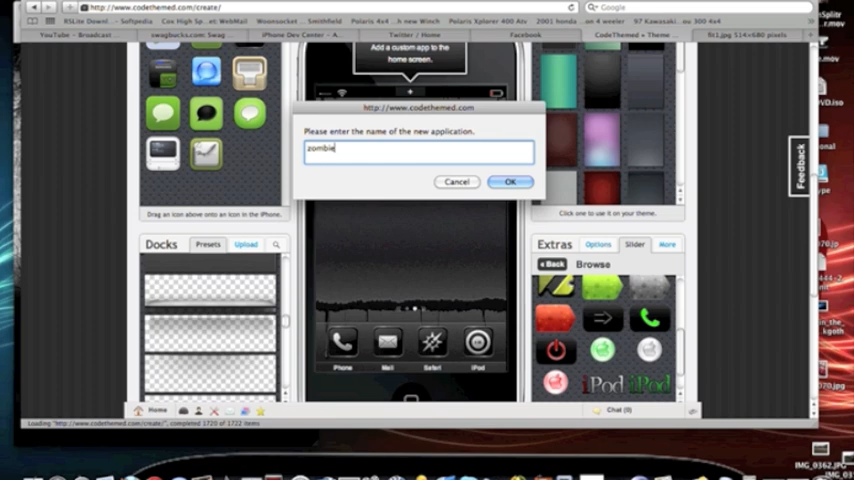 http://www.codethemed.com/create/
Google
RSLite Downl... Softpedia Cox High Sp...et WebMail Woonsocket Smithfield Polaris 4x4 h new Winch Polaris Xplorer 400 Atv 2001 honda on 4 weeler 97 Kawasaki ou 300 4x4
YouTube - Broadcast ... swagbucks.com: Swag ... iPhone Dev Center - A... Twitter / Home Facebook CodeThemed • Theme ... flt1.jpg 514×680 pixels
Add a custom app to the
home screen.
http://www.codethemed.com
Please enter the name of the new application.
zombie
Cancel OK
Feedback
Drag an icon above onto an icon in the iPhone.
Click one to use it on your theme.
Docks Presets Upload
Extras Options Slider More
« Back Browse
Phone Mail Safari iPod
iPod iPod
Home
Chat (0)
Loading "http://www.codethemed.com/create/", completed 1720 of 1722 items
IMG_0362.JPG